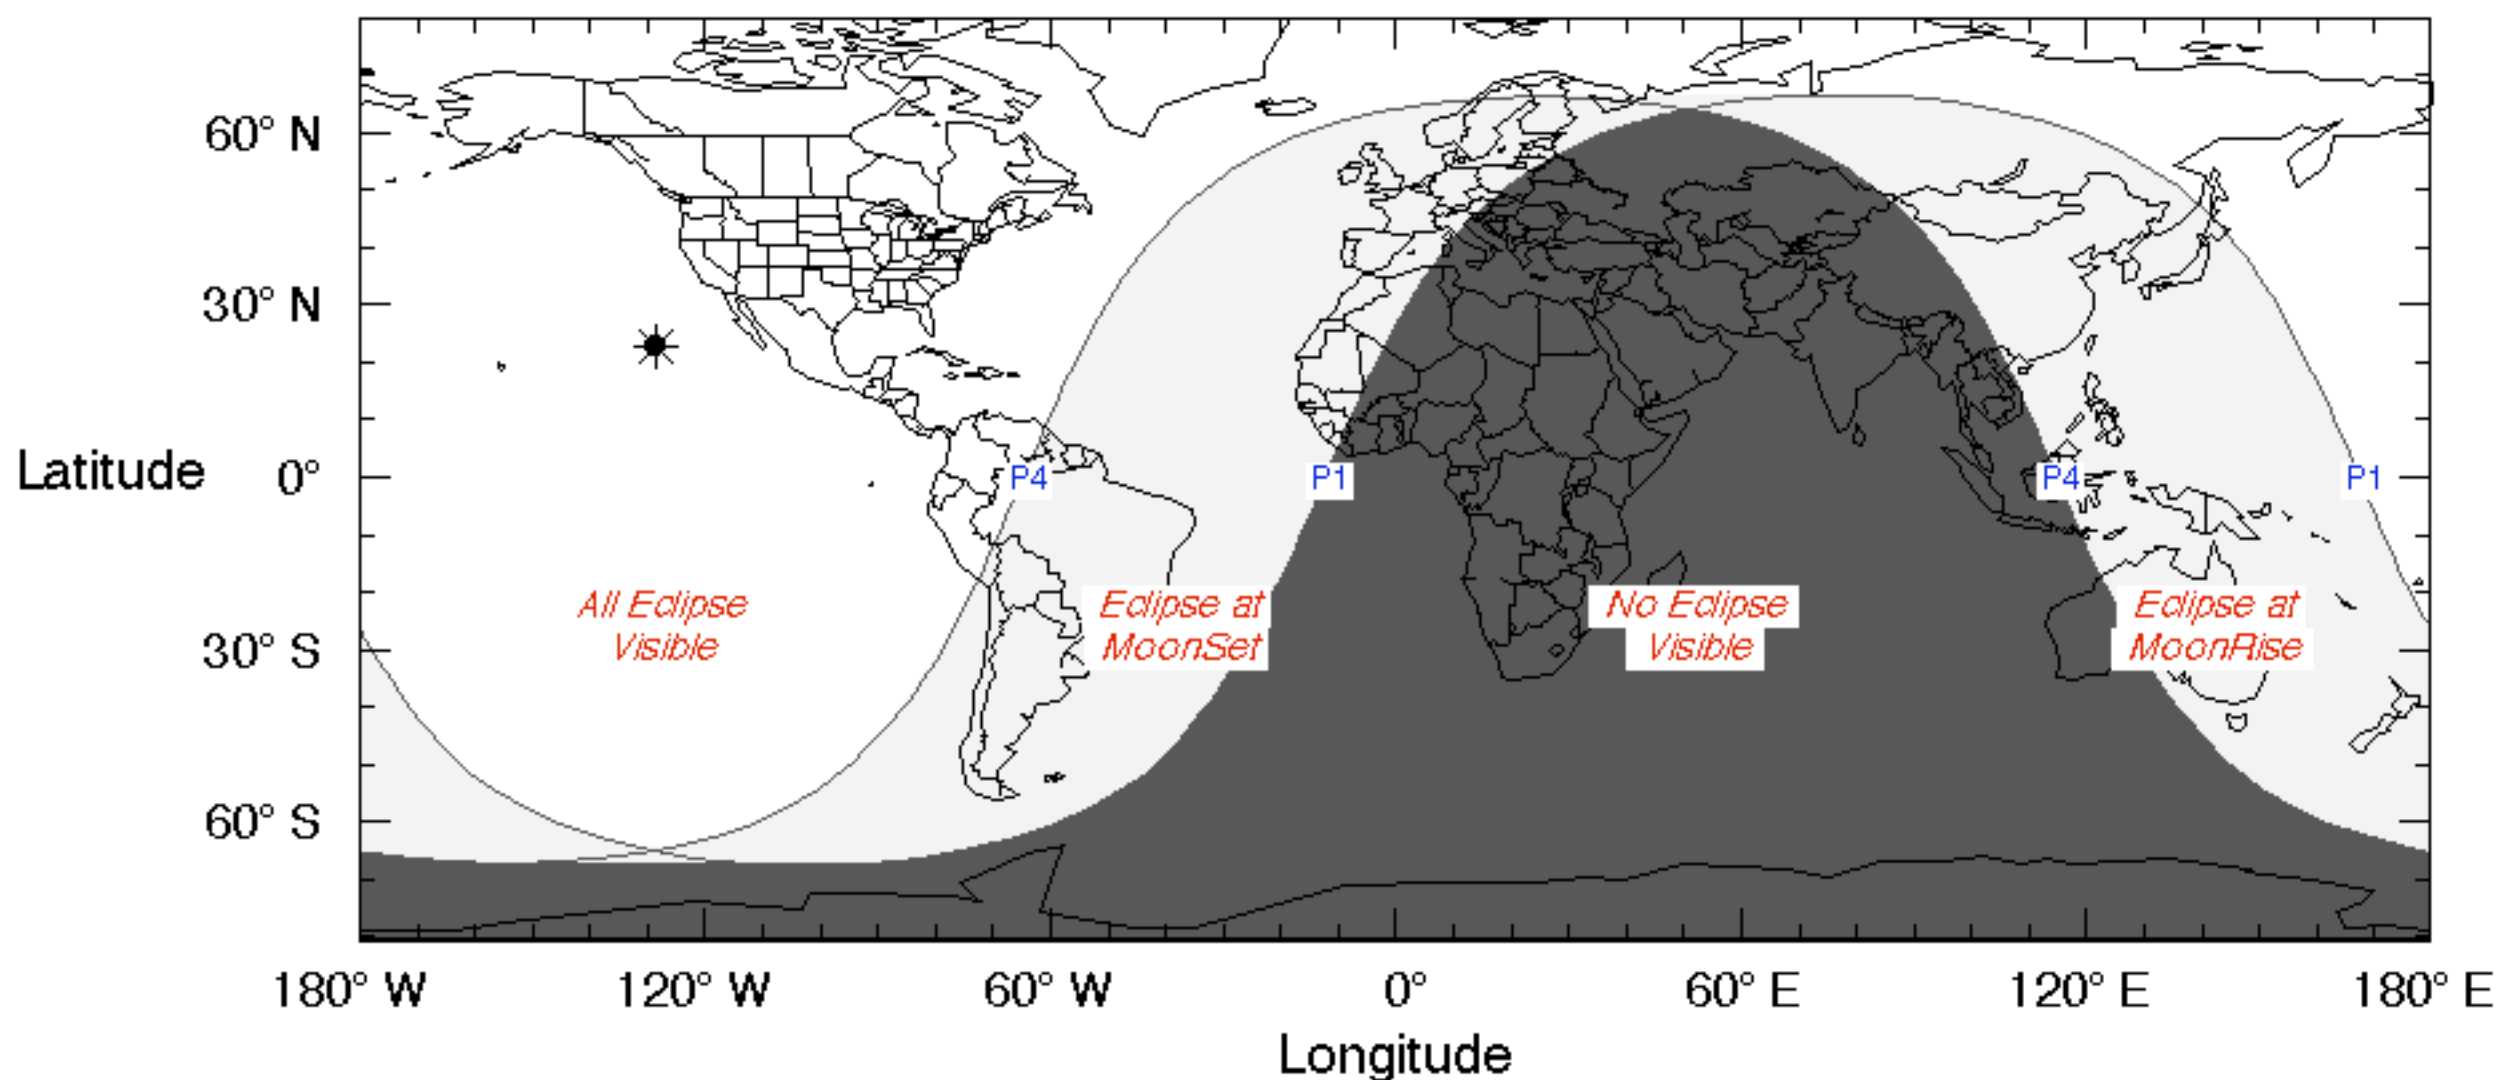 60° N
30° N
Latitude 0°
P4 P1 P4 P1
All Eclipse
Visible
Eclipse at
MoonSet
No Eclipse
Visible
Eclipse at
MoonRise
30° S
60° S
180° W 120° W 60° W 0° 60° E 120° E 180° E
Longitude